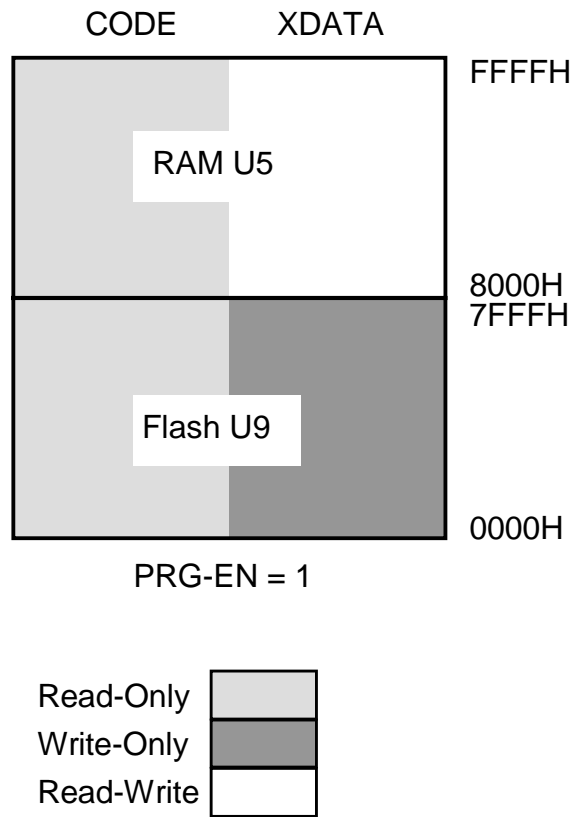 CODE XDATA
FFFFH
RAM U5
8000H
7FFFH
Flash U9
0000H
PRG-EN = 1
Read-Only
Write-Only
Read-Write